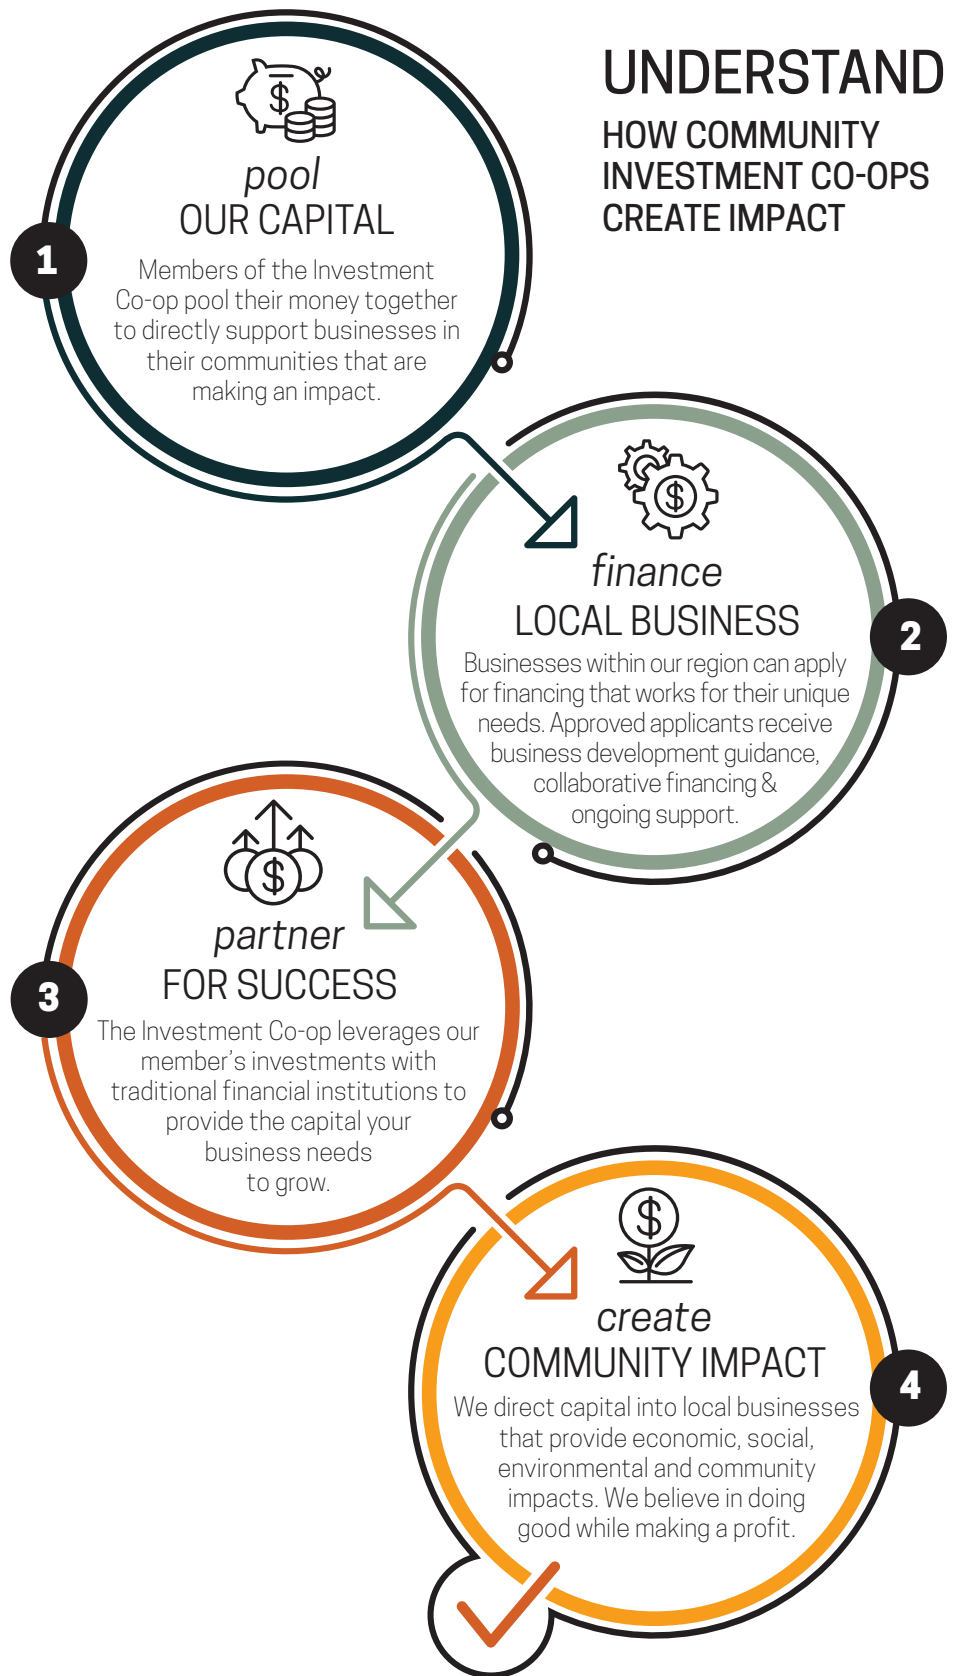 UNDERSTAND
HOW COMMUNITY
INVESTMENT CO-OPS
CREATE IMPACT
$
pool
OUR CAPITAL
1
Members of the Investment
Co-op pool their money together
to directly support businesses in
their communities that are
making an impact.
$
finance
LOCAL BUSINESS
2
Businesses within our region can apply
for financing that works for their unique
needs. Approved applicants receive
business development guidance,
collaborative financing &
ongoing support.
$
partner
FOR SUCCESS
3
The Investment Co-op leverages our
member's investments with
traditional financial institutions to
provide the capital your
business needs
to grow.
$
create
COMMUNITY IMPACT
4
We direct capital into local businesses
that provide economic, social,
environmental and community
impacts. We believe in doing
good while making a profit.